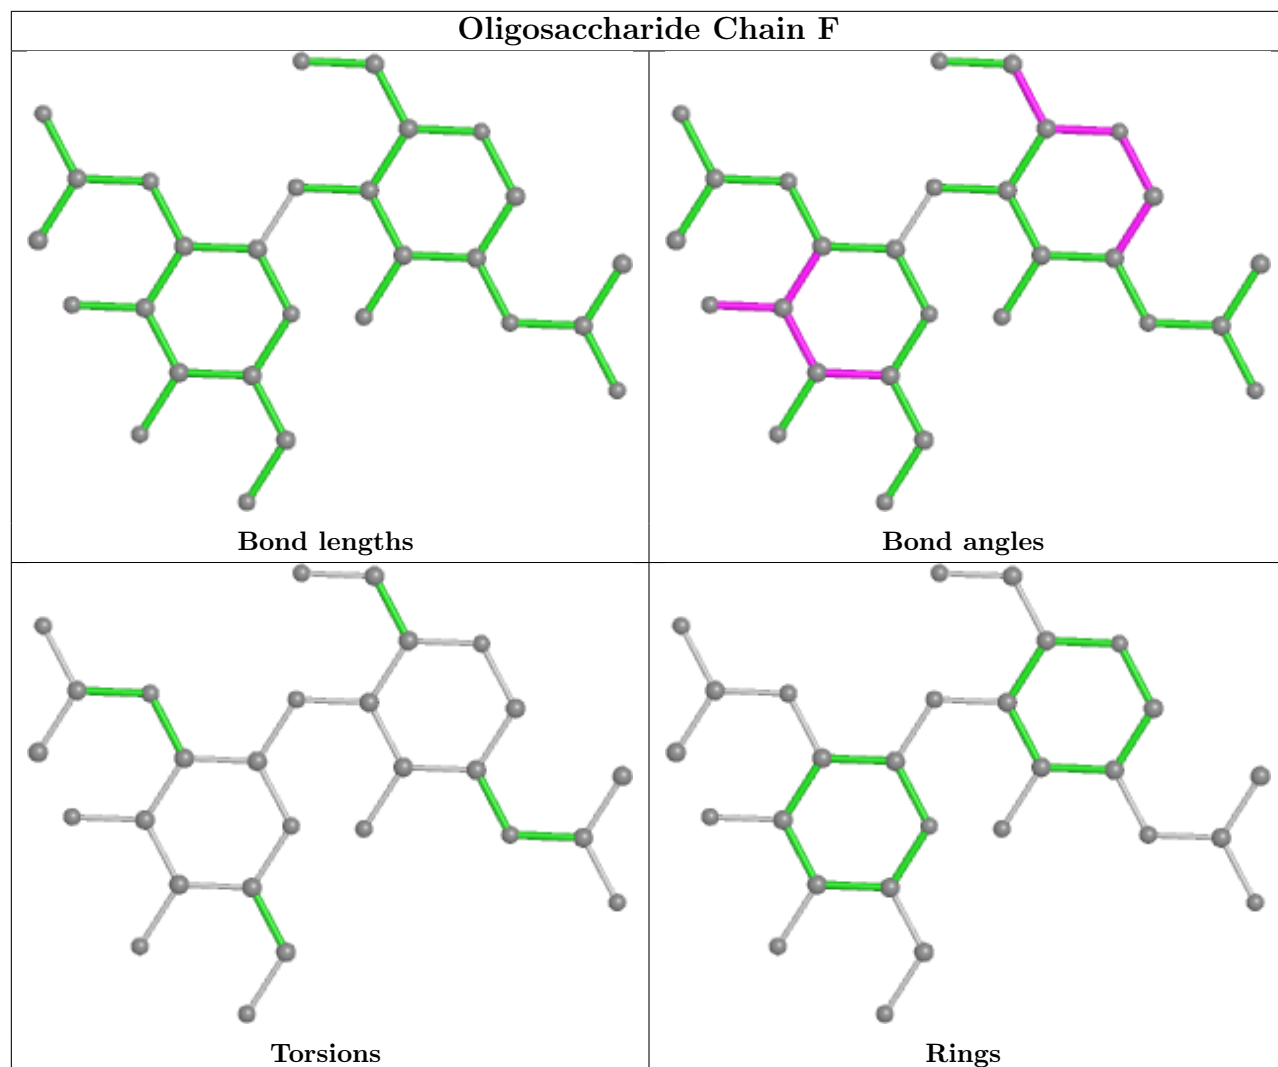 Oligosaccharide Chain F
Bond lengths
Bond angles
Torsions
Rings